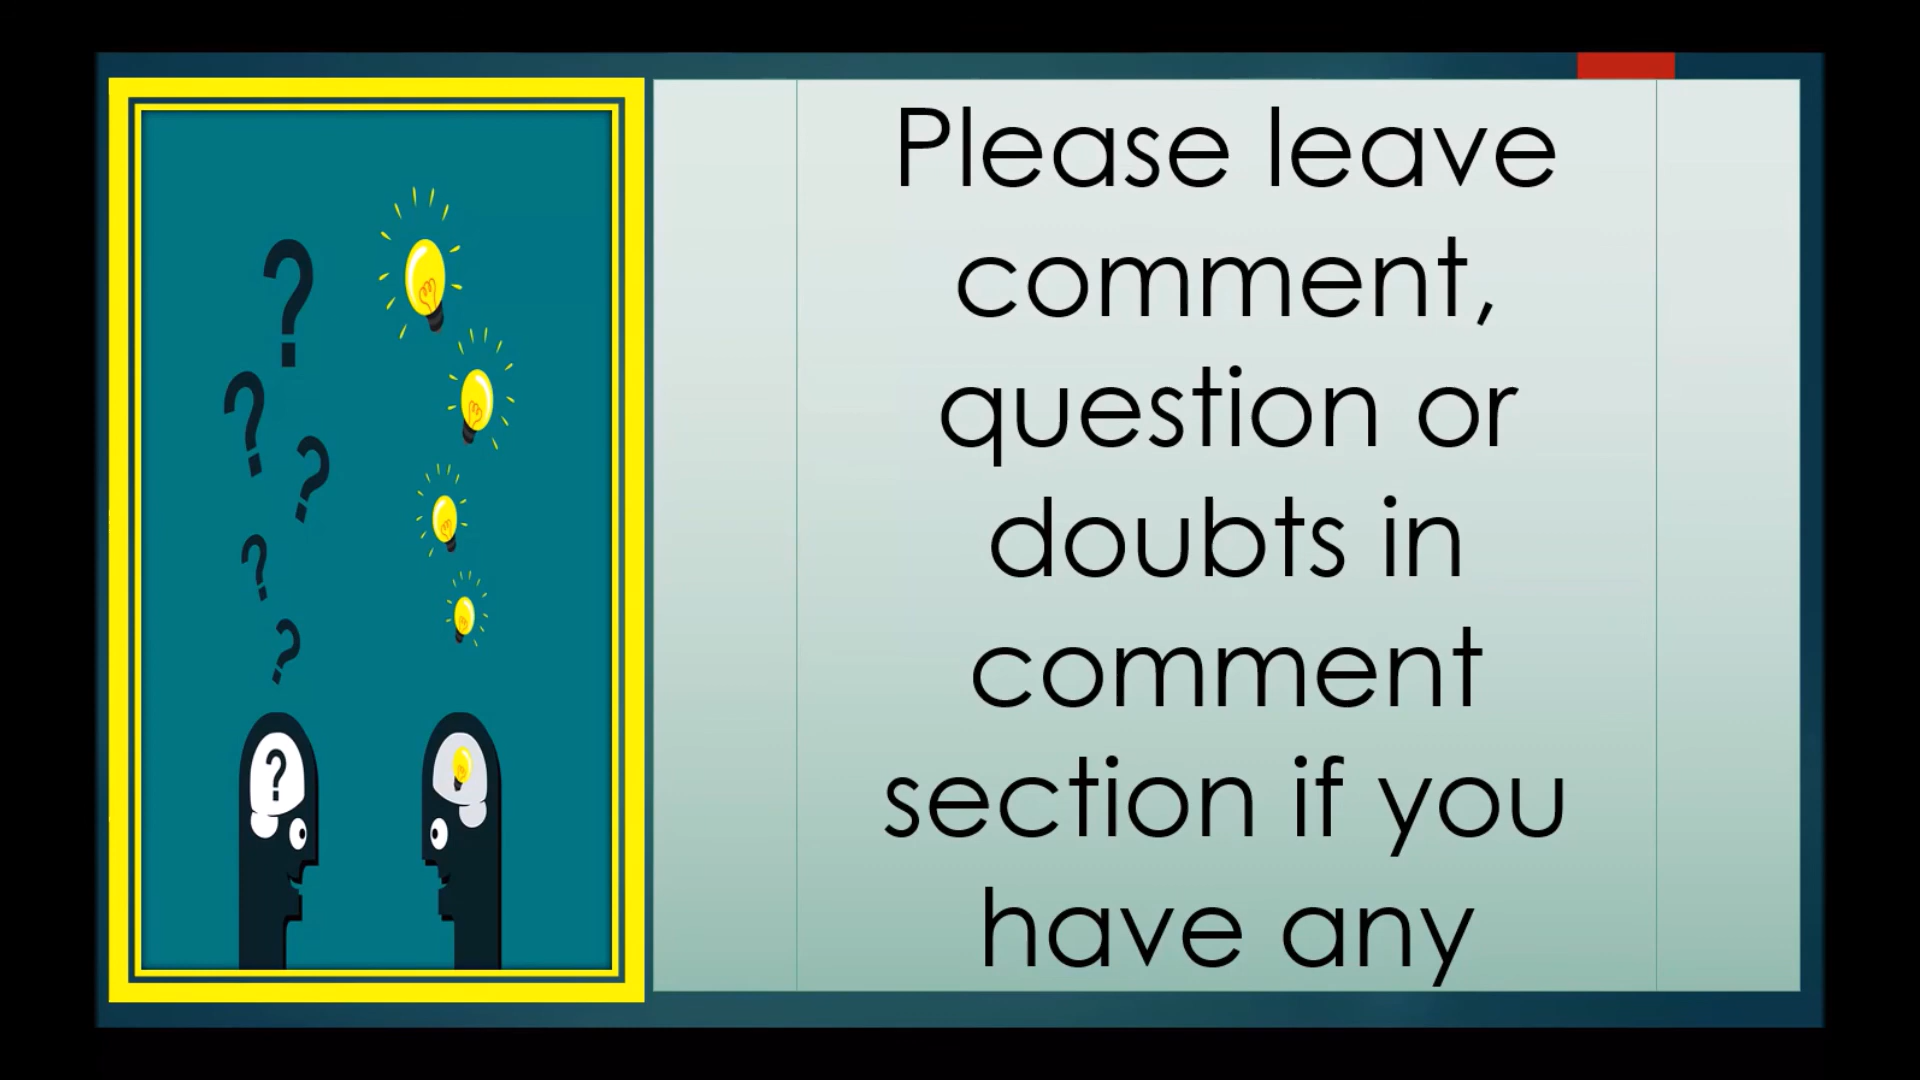 Please leave
comment,
question or
doubts in
comment
section if you
have any